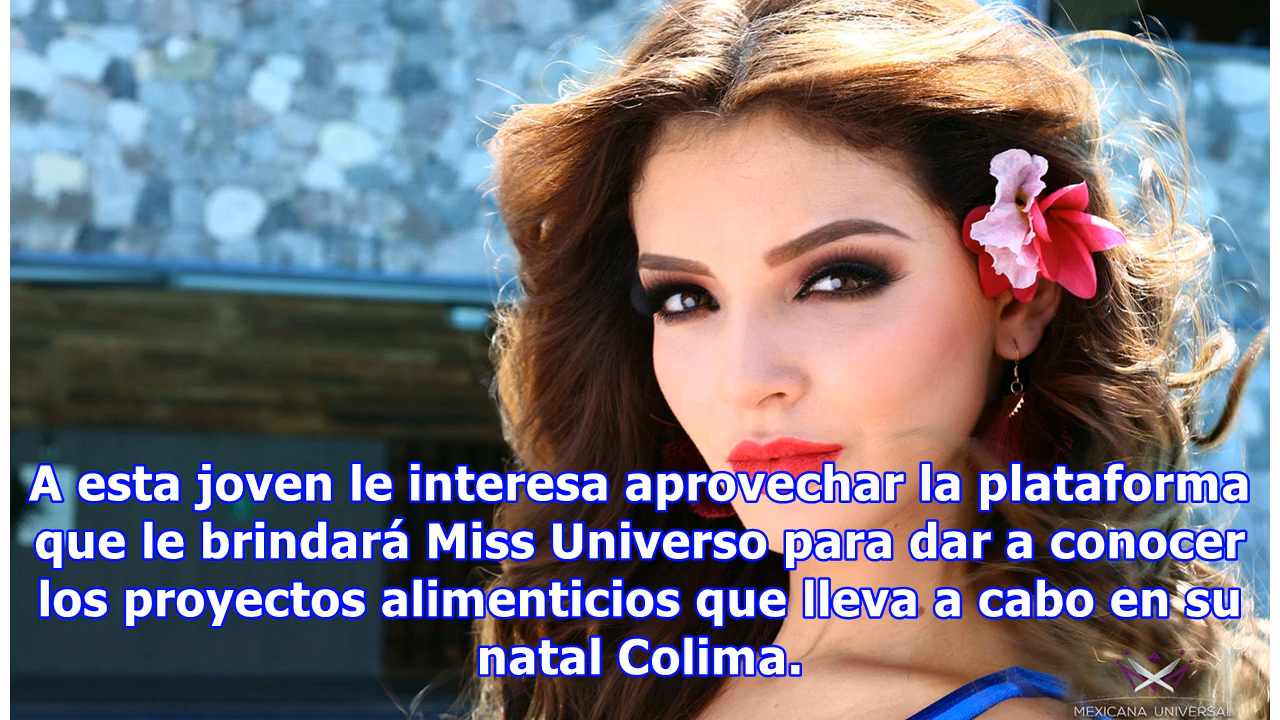 A esta joven le interesa aprovechar la plataforma
que le brindará Miss Universo para dar a conocer
los proyectos alimenticios que lleva a cabo en su
natal Colima.
MEXICANA UNIVERSAL